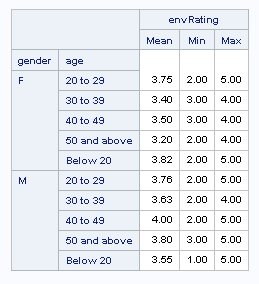 envRating
Mean Min Max
gender age
F 20 to 29 3.75 2.00 5.00
30 to 39 3.40 3.00 4.00
40 to 49 3.50 3.00 4.00
50 and above 3.20 2.00 4.00
Below 20 3.82 2.00 5.00
M 20 to 29 3.76 2.00 5.00
30 to 39 3.63 2.00 4.00
40 to 49 4.00 2.00 5.00
50 and above 3.80 3.00 5.00
Below 20 3.55 1.00 5.00